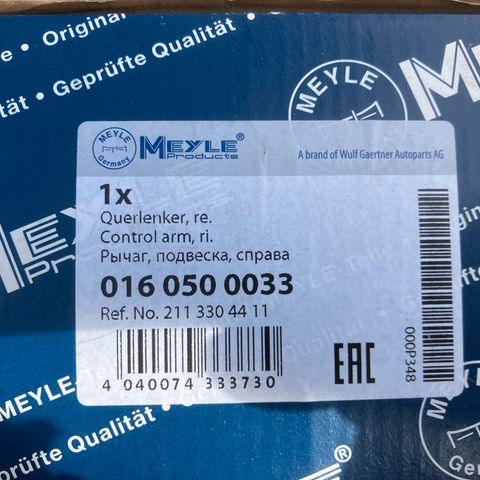 • Original
MEYLE
Geprüfte Qualität •
MEYLE
Germany
MEYLE®
Products
A brand of Wulf Gaertner Autoparts AG
1x
Querlenker, re.
Control arm, ri.
Рычаг, подвеска, справа
016 050 0033
Ref. No. 211 330 44 11
4 040074 333730
EAC
000P348
MEYLE
Geprüfte Qualität •
MEYLE